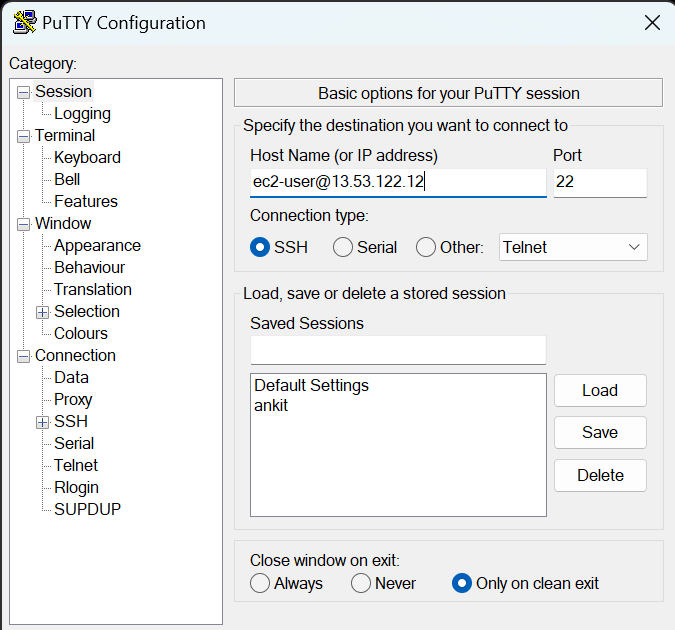 PuTTY Configuration
Category:
Session
Logging
Terminal
Keyboard
Bell
Features
Window
Appearance
Behaviour
Translation
Selection
Colours
Connection
Data
Proxy
SSH
Serial
Telnet
Rlogin
SUPDUP
Basic options for your PuTTY session
Specify the destination you want to connect to
Host Name (or IP address) Port
ec2-user@13.53.122.12 22
Connection type:
SSH Serial Other: Telnet
Load, save or delete a stored session
Saved Sessions
Default Settings
ankit
Load
Save
Delete
Close window on exit:
Always Never Only on clean exit